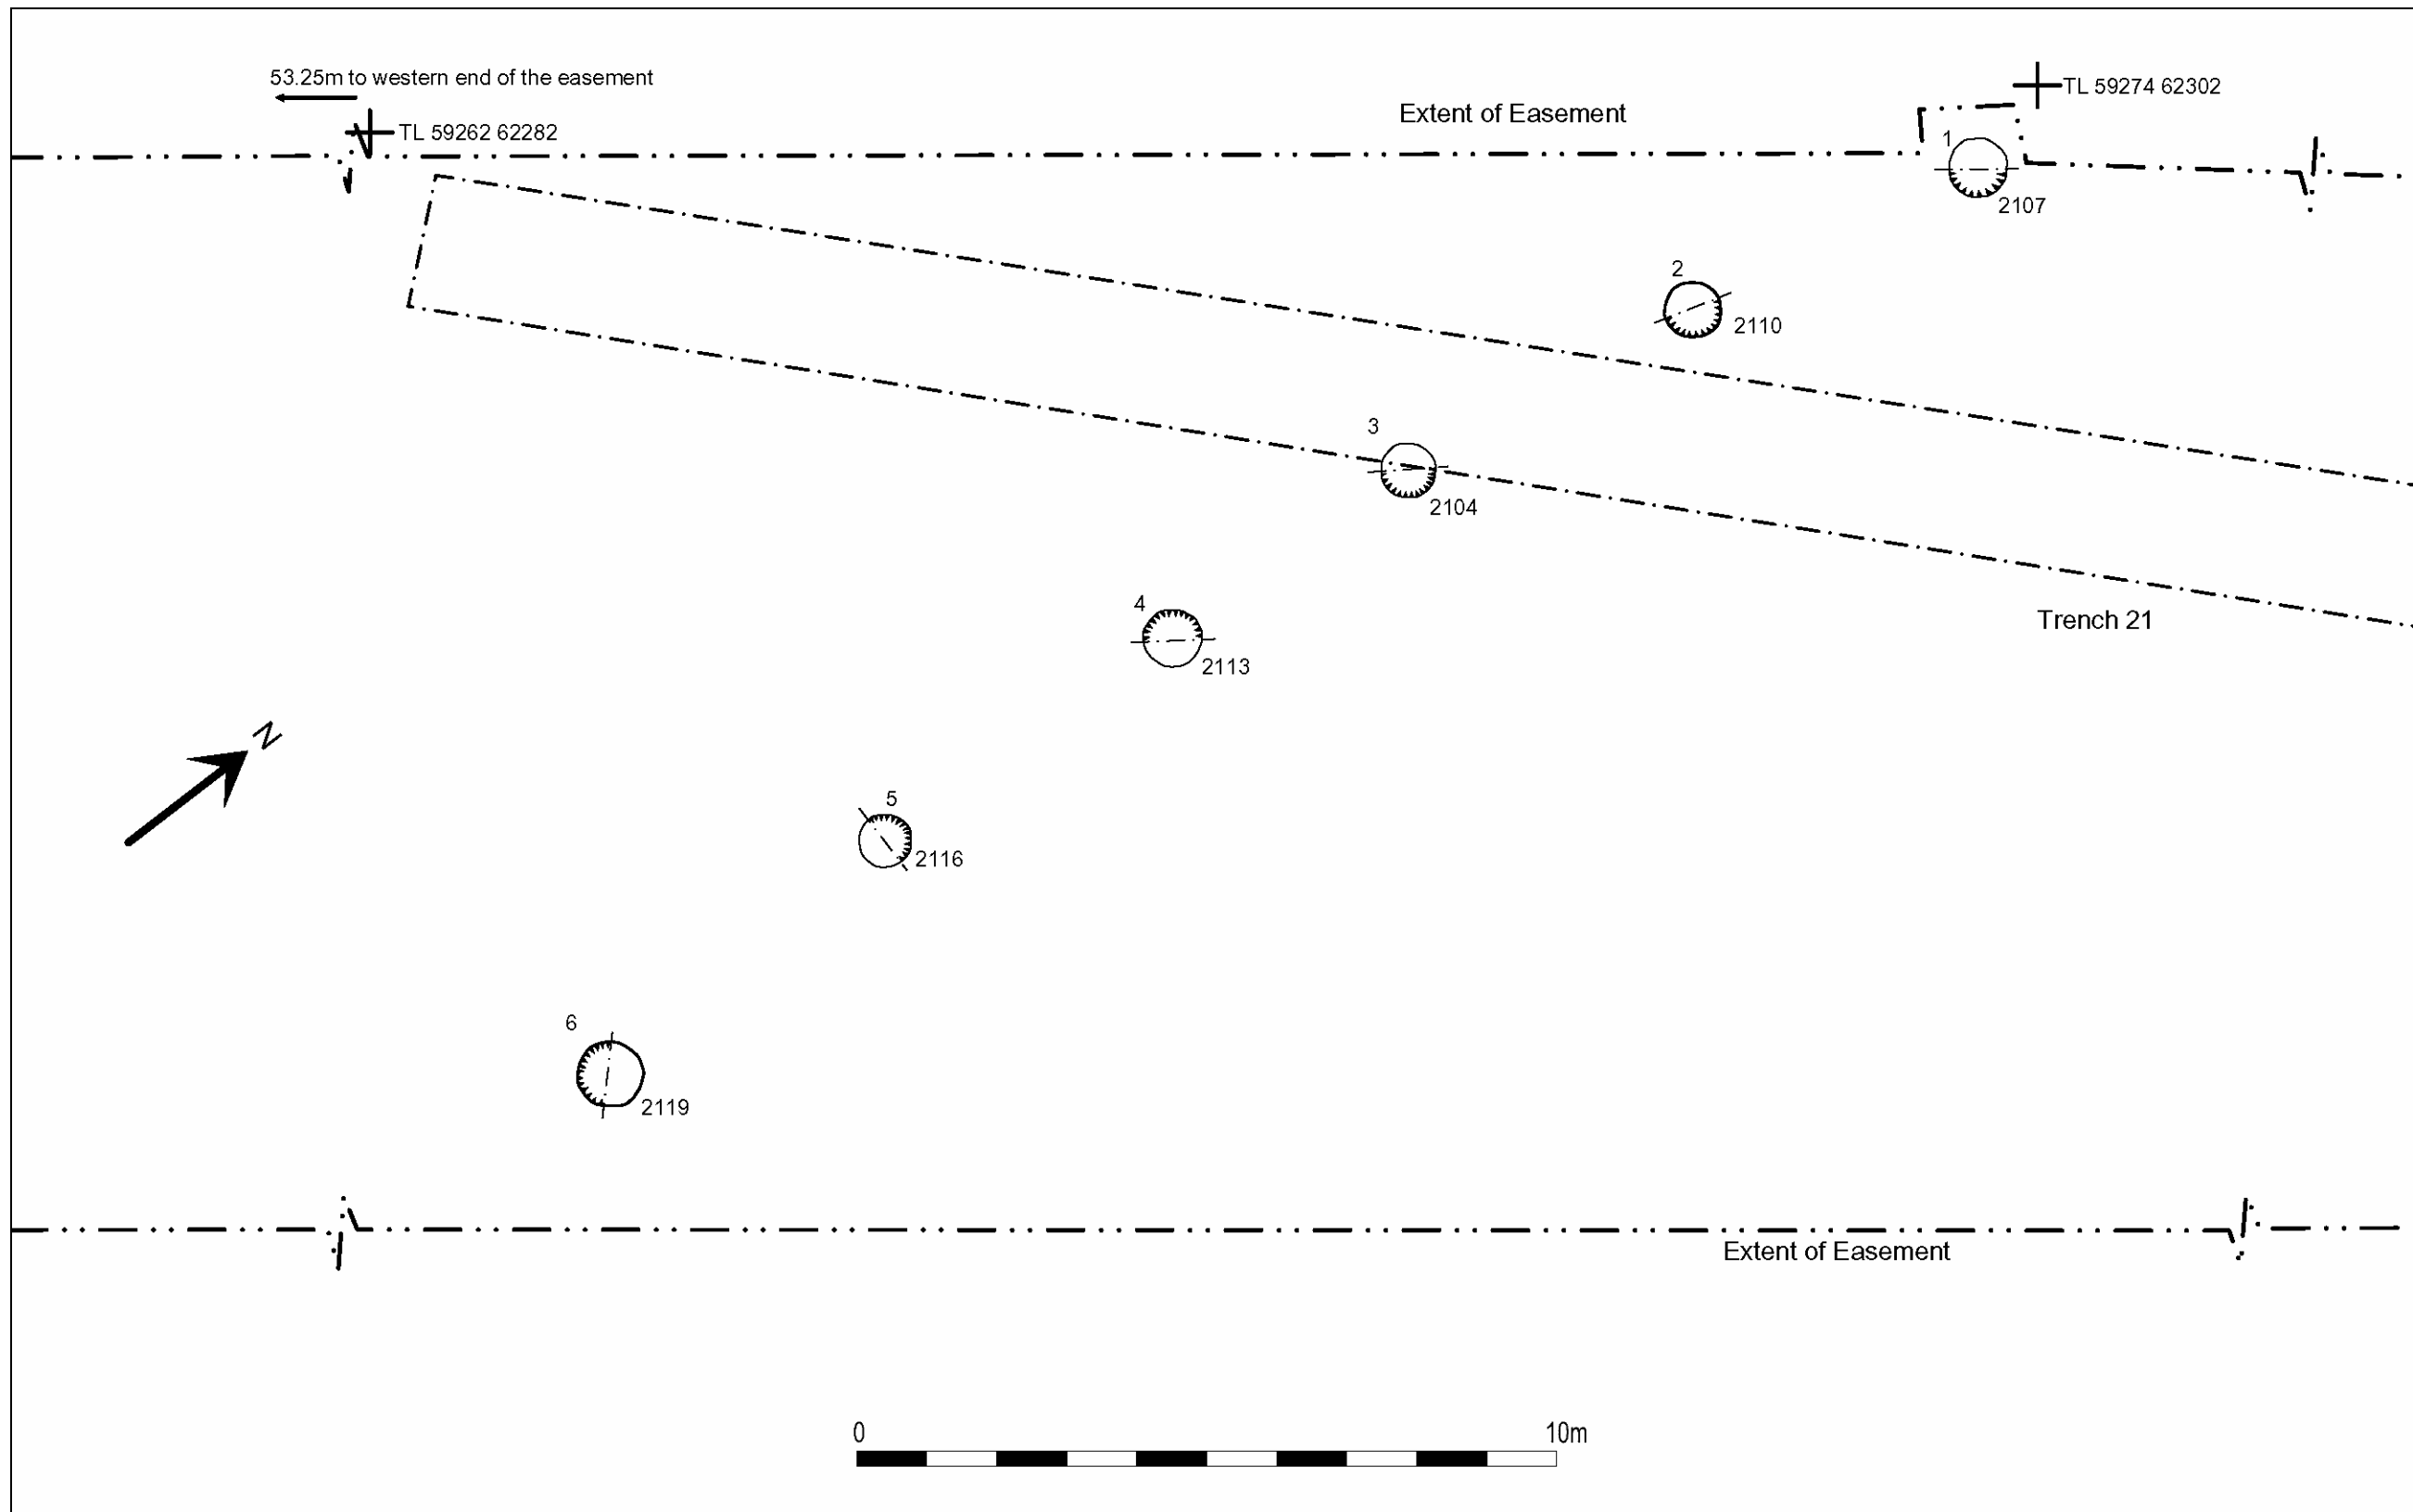 53.25m to western end of the easement
TL 59262 62282
Extent of Easement
TL 59274 62302
1
2107
2
2110
3
2104
Trench 21
4
2113
N
5
2116
6
2119
Extent of Easement
0 10m